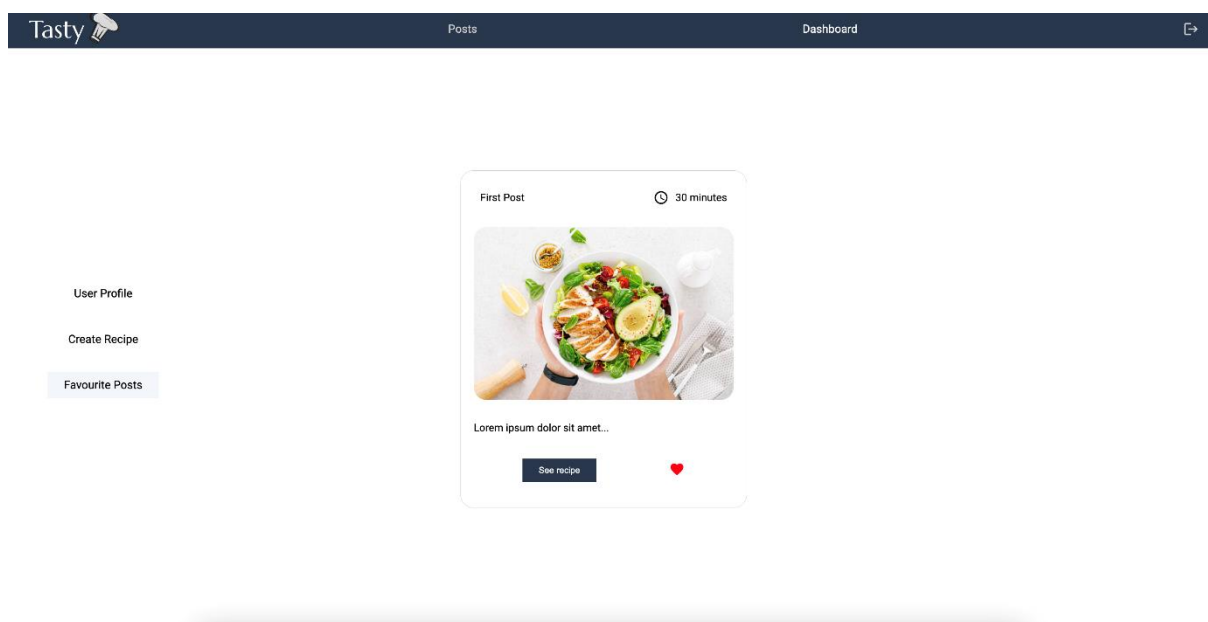 Tasty
Posts
Dashboard
First Post
30 minutes
User Profile
Create Recipe
Favourite Posts
Lorem ipsum dolor sit amet...
See recipe